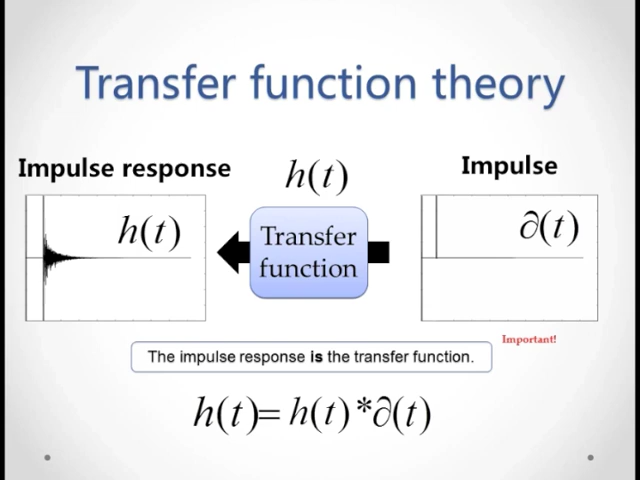 Transfer function theory
Impulse response
h(t)
Impulse
h(t)
Transfer
function
∂(t)
Important!
The impulse response is the transfer function.
h(t)= h(t)*∂(t)